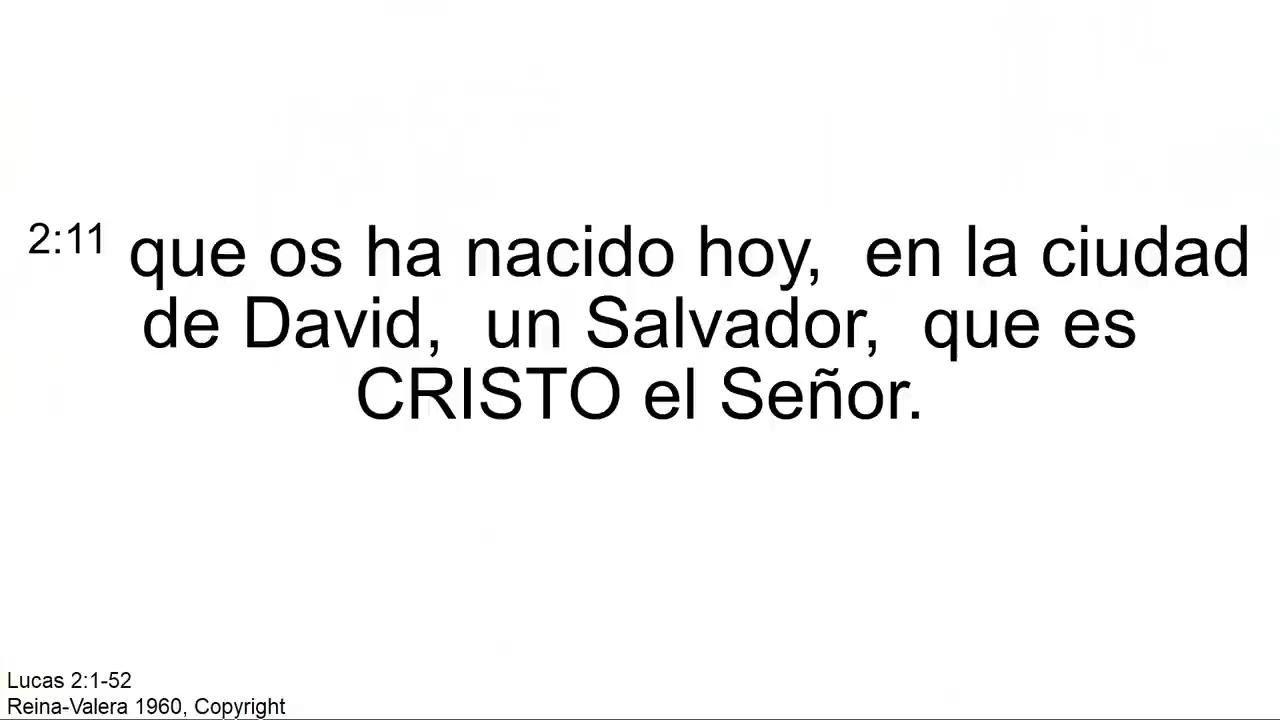 2:11 que os ha nacido hoy,  en la ciudad
de David,  un Salvador,  que es
CRISTO el Señor.
Lucas 2:1-52
Reina-Valera 1960, Copyright